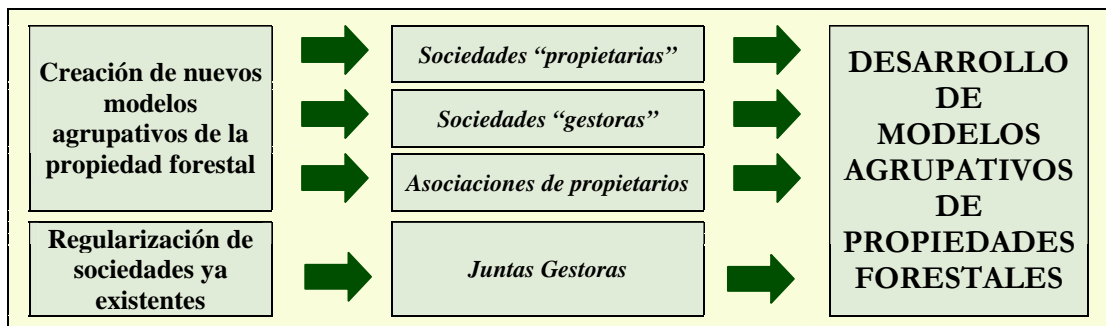 Creación de nuevos
modelos
agrupativos de la
propiedad forestal
Sociedades “propietarias”
Sociedades “gestoras”
Asociaciones de propietarios
Regularización de
sociedades ya
existentes
Juntas Gestoras
DESARROLLO
DE
MODELOS
AGRUPATIVOS
DE
PROPIEDADES
FORESTALES